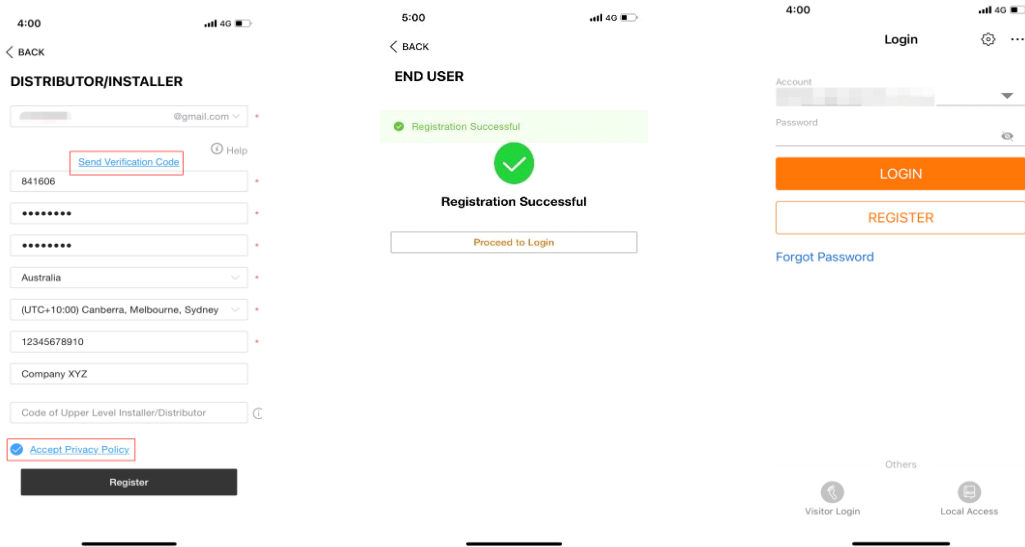 4:00
4G
BACK
DISTRIBUTOR/INSTALLER
@gmail.com
*
Help
Send Verification Code
841606
*
•••••••• *
•••••••• *
Australia
*
(UTC+10:00) Canberra, Melbourne, Sydney
*
12345678910
*
Company XYZ
Code of Upper Level Installer/Distributor
Accept Privacy Policy
Register
5:00
4G
BACK
END USER
Registration Successful
Registration Successful
Proceed to Login
4:00
4G
Login
Account
Password
LOGIN
REGISTER
Forgot Password
Others
Visitor Login
Local Access